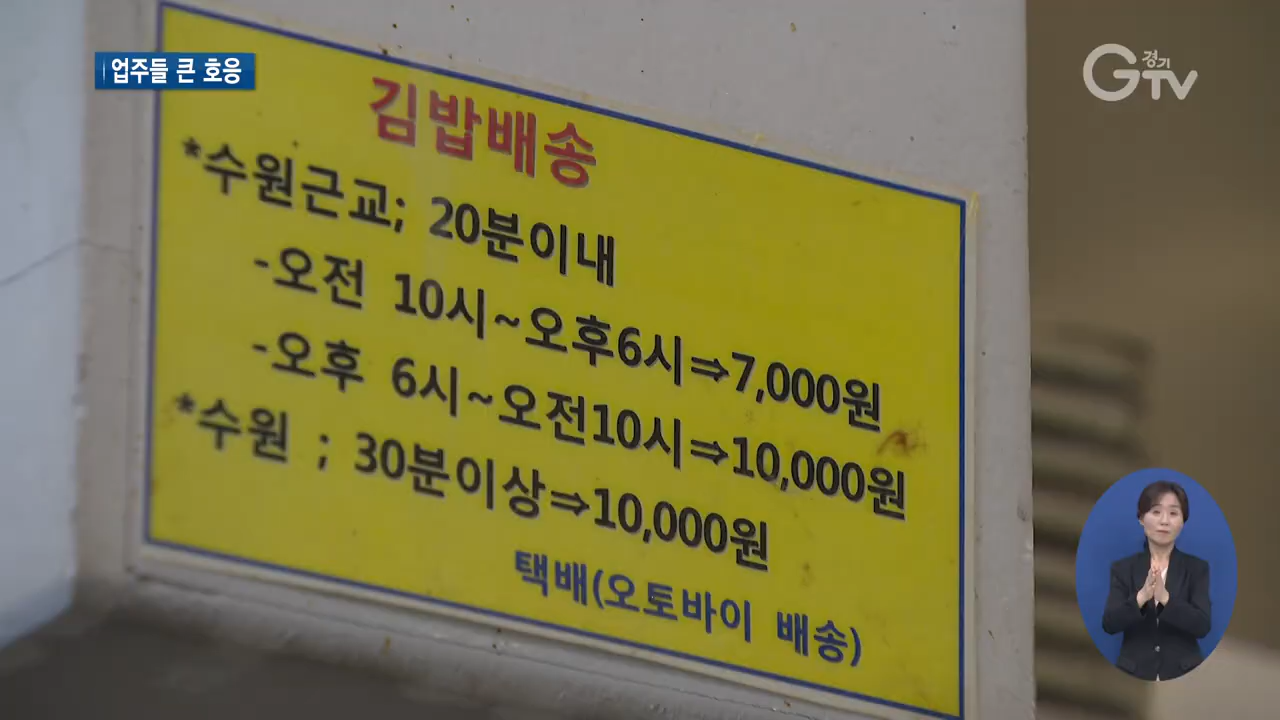 업주들 큰 호응
G경기TV
김밥배송
*수원근교; 20분이내
-오전 10시~오후6시⇒7,000원
-오후 6시~오전10시⇒10,000원
*수원 ; 30분이상⇒10,000원
택배(오토바이 배송)